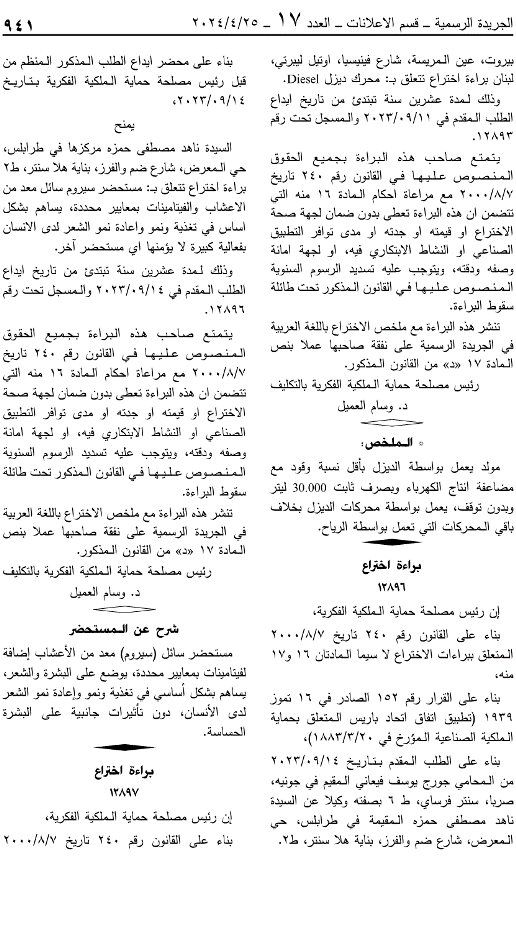 الجريدة الرسمية ــ قسم الاعلانات ــ العدد ١٧ ــ ٢٠٢٤/٤/٢٥
٩٤١
بيروت، عين المريسة، شارع فينيسيا، اوتيل ليبرتي،
لبنان براءة اختراع تتعلق بـ: محرك ديزل Diesel.
وذلك لمدة عشرين سنة تبتدئ من تاريخ ايداع
الطلب المقدم في ٢٠٢٣/٠٩/١١ والمسجل تحت رقم
١٢٨٩٣.
يتمتع صاحب هذه البراءة بجميع الحقوق
المنصوص عليها في القانون رقم ٢٤٠ تاريخ
٢٠٠٠/٨/٧ مع مراعاة احكام المادة ١٦ منه التي
تتضمن ان هذه البراءة تعطى بدون ضمان لجهة صحة
الاختراع او قيمته او جدته او مدى توافر التطبيق
الصناعي او النشاط الابتكاري فيه، او لجهة امانة
وصفه ودقته، ويتوجب عليه تسديد الرسوم السنوية
المنصوص عليها في القانون المذكور تحت طائلة
سقوط البراءة.
تنشر هذه البراءة مع ملخص الاختراع باللغة العربية
في الجريدة الرسمية على نفقة صاحبها عملا بنص
المادة ١٧ «د» من القانون المذكور.
رئيس مصلحة حماية الملكية الفكرية بالتكليف
د. وسام العميل
* الملخص:
مولد يعمل بواسطة الديزل بأقل نسبة وقود مع
مضاعفة انتاج الكهرباء ويصرف ثابت 30.000 ليتر
وبدون توقف، يعمل بواسطة محركات الديزل بخلاف
باقي المحركات التي تعمل بواسطة الرياح.
براءة اختراع
١٢٨٩٦
إن رئيس مصلحة حماية الملكية الفكرية،
بناء على القانون رقم ٢٤٠ تاريخ ٢٠٠٠/٨/٧
المتعلق ببراءات الاختراع لا سيما المادتان ١٦ و١٧
منه،
بناء على القرار رقم ١٥٢ الصادر في ١٦ تموز
١٩٣٩ (تطبيق اتفاق اتحاد باريس المتعلق بحماية
الملكية الصناعية المؤرخ في ١٨٨٣/٣/٢٠)،
بناء على الطلب المقدم بتاريخ ٢٠٢٣/٠٩/١٤
من المحامي جورج يوسف فيعاني المقيم في جونيه،
صربا، سنتر فرساي، ط ٦ بصفته وكيلا عن السيدة
ناهد مصطفى حمزه المقيمة في طرابلس، حي
المعرض، شارع ضم والفرز، بناية هلا سنتر، ط٢.
بناء على محضر ايداع الطلب المذكور المنظم من
قبل رئيس مصلحة حماية الملكية الفكرية بتاريخ
٢٠٢٣/٠٩/١٤،
يمنح
السيدة ناهد مصطفى حمزه مركزها في طرابلس،
حي المعرض، شارع ضم والفرز، بناية هلا سنتر، ط٢
براءة اختراع تتعلق بـ: مستحضر سيروم سائل معد من
الاعشاب والفيتامينات بمعايير محددة، يساهم بشكل
اساس في تغذية ونمو واعادة نمو الشعر لدى الانسان
بفعالية كبيرة لا يؤمنها اي مستحضر آخر.
وذلك لمدة عشرين سنة تبتدئ من تاريخ ايداع
الطلب المقدم في ٢٠٢٣/٠٩/١٤ والمسجل تحت رقم
١٢٨٩٦.
يتمتع صاحب هذه البراءة بجميع الحقوق
المنصوص عليها في القانون رقم ٢٤٠ تاريخ
٢٠٠٠/٨/٧ مع مراعاة احكام المادة ١٦ منه التي
تتضمن ان هذه البراءة تعطى بدون ضمان لجهة صحة
الاختراع او قيمته او جدته او مدى توافر التطبيق
الصناعي او النشاط الابتكاري فيه، او لجهة امانة
وصفه ودقته، ويتوجب عليه تسديد الرسوم السنوية
المنصوص عليها في القانون المذكور تحت طائلة
سقوط البراءة.
تنشر هذه البراءة مع ملخص الاختراع باللغة العربية
في الجريدة الرسمية على نفقة صاحبها عملا بنص
المادة ١٧ «د» من القانون المذكور.
رئيس مصلحة حماية الملكية الفكرية بالتكليف
د. وسام العميل
شرح عن المستحضر
مستحضر سائل (سيروم) معد من الأعشاب إضافة
لفيتامينات بمعايير محددة، يوضع على البشرة والشعر،
يساهم بشكل أساسي في تغذية ونمو وإعادة نمو الشعر
لدى الأنسان، دون تأثيرات جانبية على البشرة
الحساسة.
براءة اختراع
١٢٨٩٧
إن رئيس مصلحة حماية الملكية الفكرية،
بناء على القانون رقم ٢٤٠ تاريخ ٢٠٠٠/٨/٧